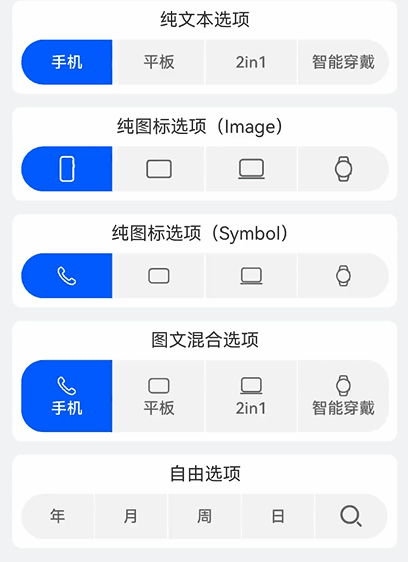 纯文本选项
手机 平板 2in1 智能穿戴
纯图标选项（Image）
纯图标选项（Symbol）
图文混合选项
手机 平板 2in1 智能穿戴
自由选项
年 月 周 日